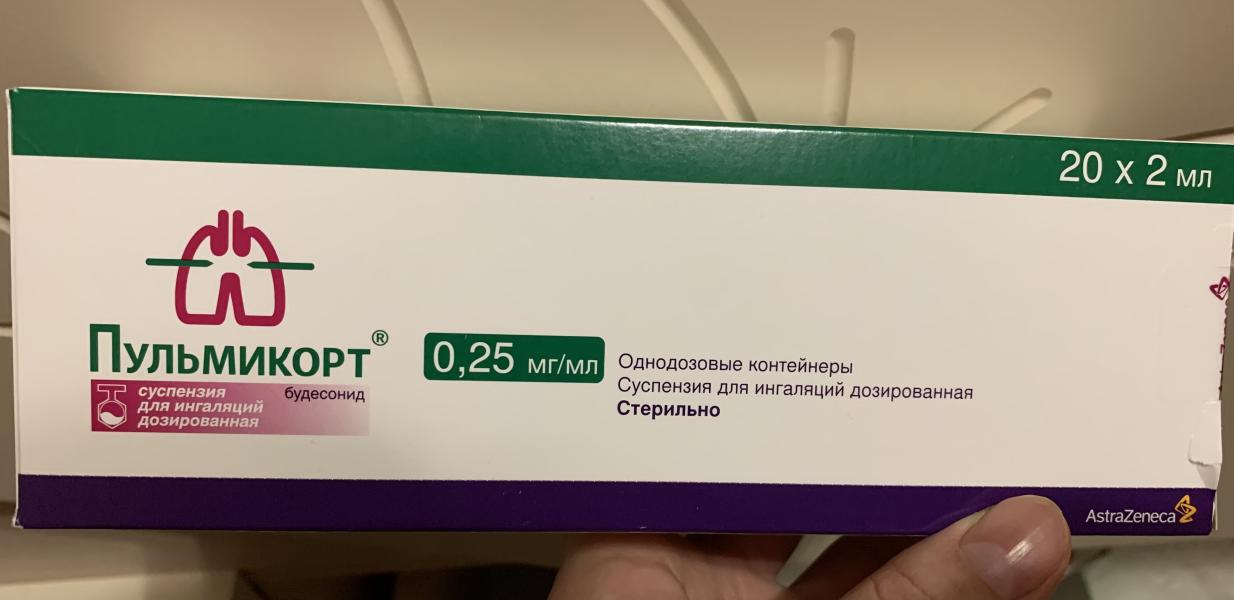 20 x 2 мл
Пульмикорт®
суспензия
для ингаляций
дозированная
будесонид
0,25 мг/мл
Однодозовые контейнеры
Суспензия для ингаляций дозированная
Стерильно
AstraZeneca